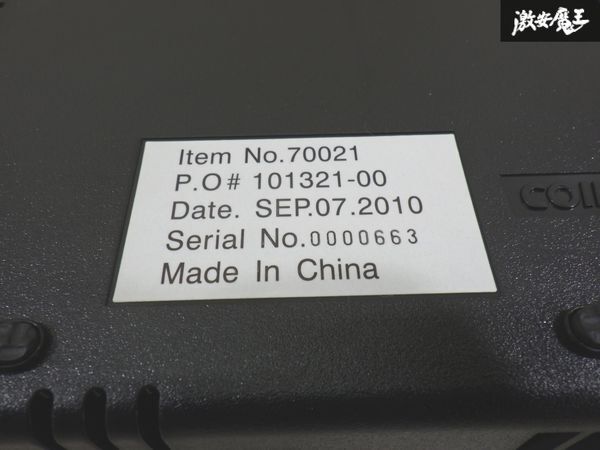 激安魔王
Item No.70021
P.O# 101321-00
Date. SEP.07.2010
Serial No.0000663
Made In China